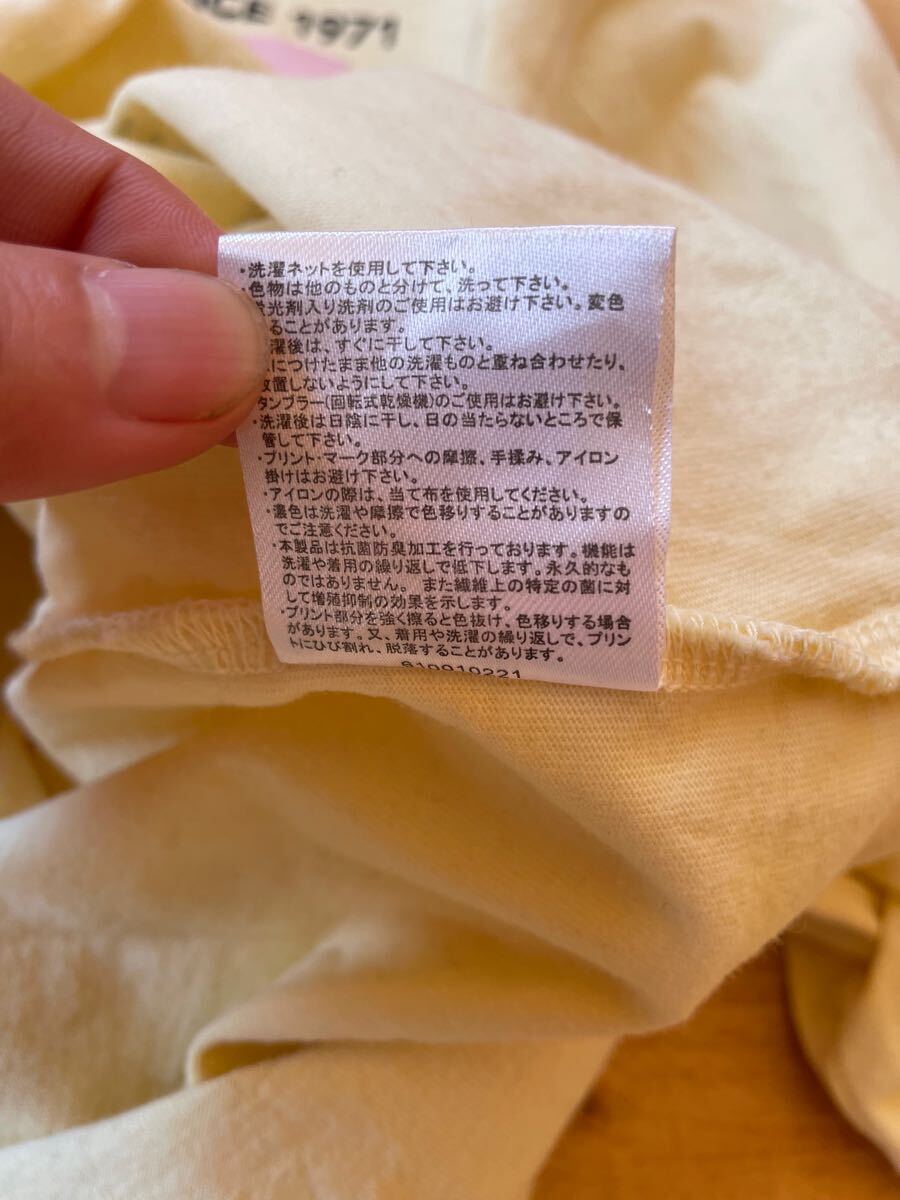 CE 1971
・洗濯ネットを使用して下さい。
・色物は他のものと分けて、洗って下さい。
光剤入り洗剤のご使用はお避け下さい。変色
ることがあります。
濯後は、すぐに干して下さい。
につけたまま他の洗濯ものと重ね合わせたり、
放置しないようにして下さい。
タンブラー(回転式乾燥機)のご使用はお避け下さい。
・洗濯後は日陰に干し、日の当たらないところで保
管して下さい。
・プリント・マーク部分への摩擦、手揉み、アイロン
掛けはお避け下さい。
・アイロンの際は、当て布を使用してください。
・濃色は洗濯や摩擦で色移りすることがありますの
でご注意ください。
・本製品は抗菌防臭加工を行っております。機能は
洗濯や着用の繰り返しで低下します。永久的なも
のではありません。また繊維上の特定の菌に対
して増殖抑制の効果を示します。
・プリント部分を強く擦ると色抜け、色移りする場合
があります。又、着用や洗濯の繰り返しで、プリン
トにひび割れ、脱落することがあります。